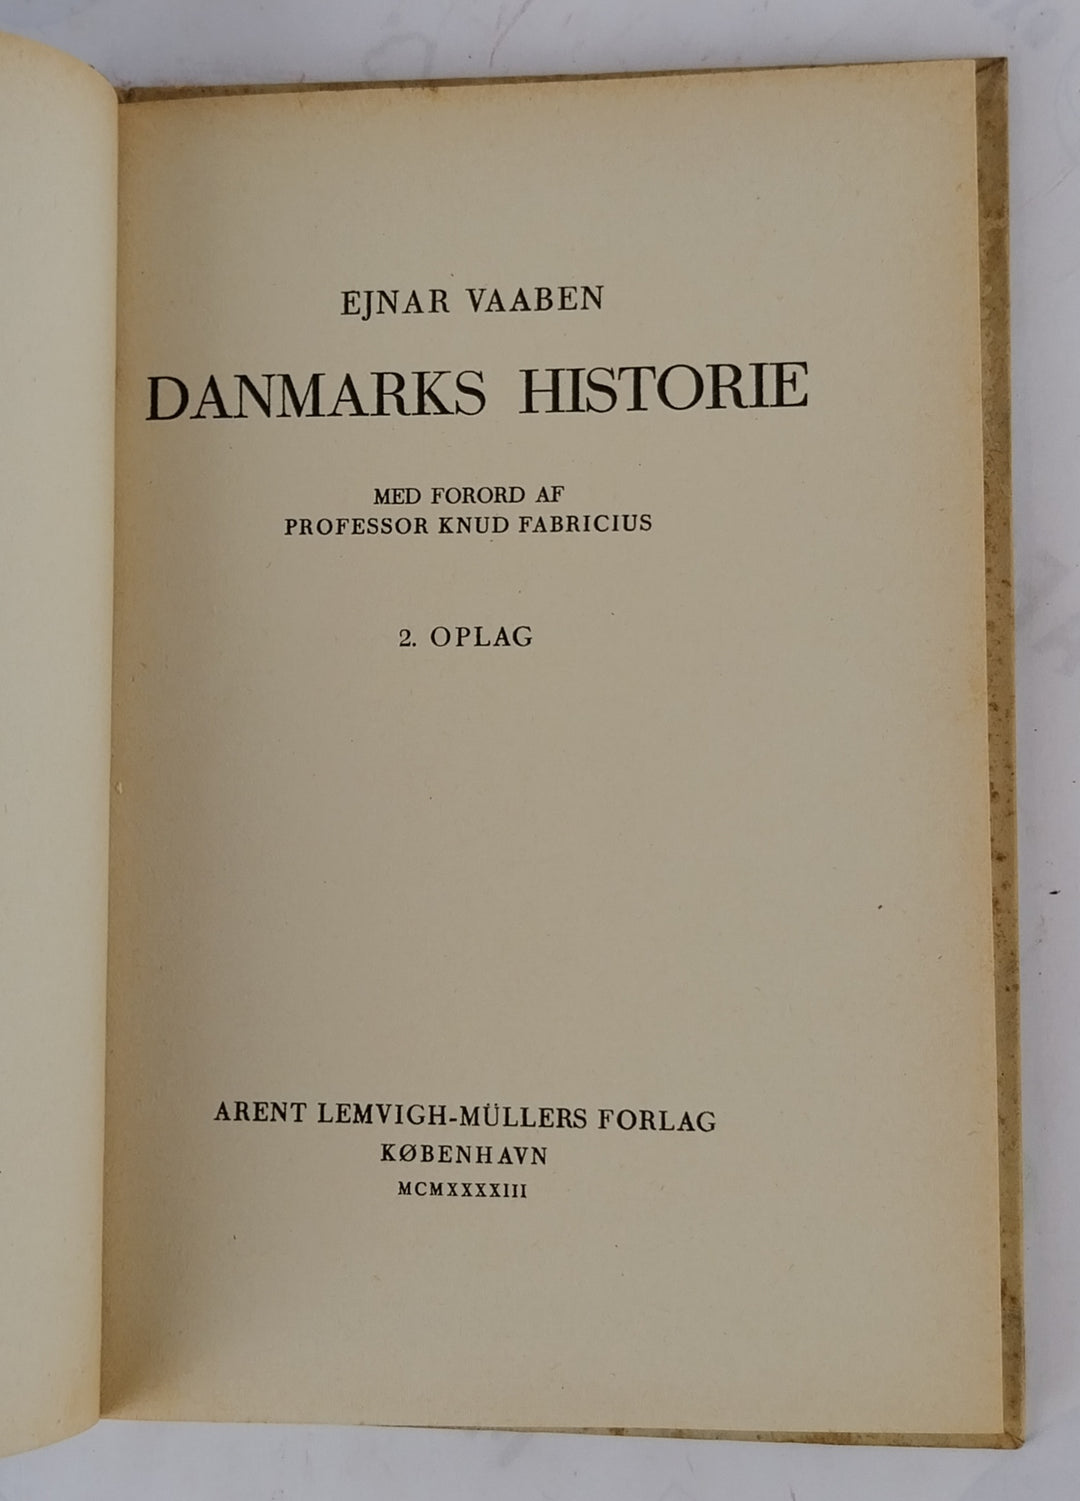 EJNAR VAABEN
DANMARKS HISTORIE
MED FORORD AF
PROFESSOR KNUD FABRICIUS
2. OPLAG
ARENT LEMVIGH-MÜLLERS FORLAG
KØBENHAVN
MCMXXXXIII